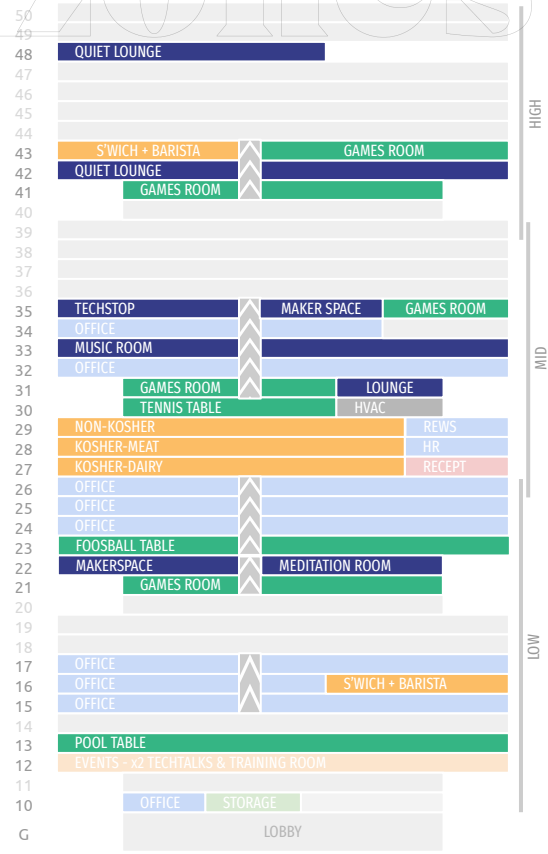 50
49
48 QUIET LOUNGE
47
46
45
44
HIGH
43 S'WICH + BARISTA GAMES ROOM
42 QUIET LOUNGE
41 GAMES ROOM
40
39
38
37
36
35 TECHSTOP MAKER SPACE GAMES ROOM
34 OFFICE
33 MUSIC ROOM
32 OFFICE
MID
31 GAMES ROOM LOUNGE
30 TENNIS TABLE HVAC
29 NON-KOSHER REWS
28 KOSHER-MEAT HR
27 KOSHER-DAIRY RECEPT
26 OFFICE
25 OFFICE
24 OFFICE
23 FOOSBALL TABLE
22 MAKERSPACE MEDITATION ROOM
21 GAMES ROOM
20
19
18
LOW
17 OFFICE
16 OFFICE S'WICH + BARISTA
15 OFFICE
14
13 POOL TABLE
12 EVENTS - x2 TECHTALKS & TRAINING ROOM
11
10 OFFICE STORAGE
G LOBBY